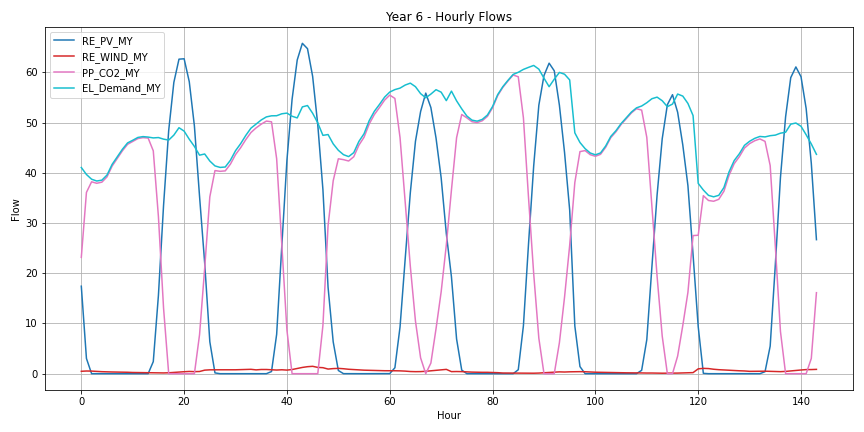 Year 6 - Hourly Flows
RE_PV_MY
RE_WIND_MY
PP_CO2_MY
EL_Demand_MY
60
50
40
30
20
10
0
Flow
0 20 40 60 80 100 120 140
Hour